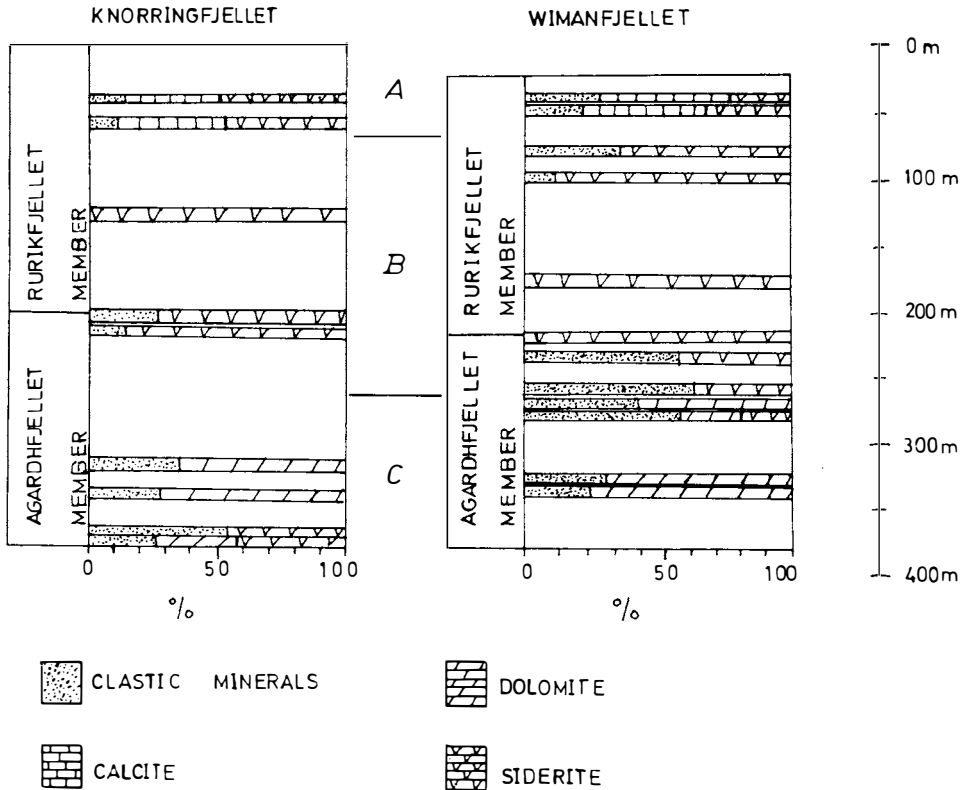 KNORRINGFJELLET
WIMANFJELLET
RURIKFJELLET
MEMBER
AGARDHFJELLET
MEMBER
0 50 100
%
A
B
C
RURIKFJELLET
MEMBER
AGARDHFJELLET
MEMBER
0 50 100
%
0 m
100 m
200 m
300 m
400 m
CLASTIC MINERALS
DOLOMITE
CALCITE
SIDERITE